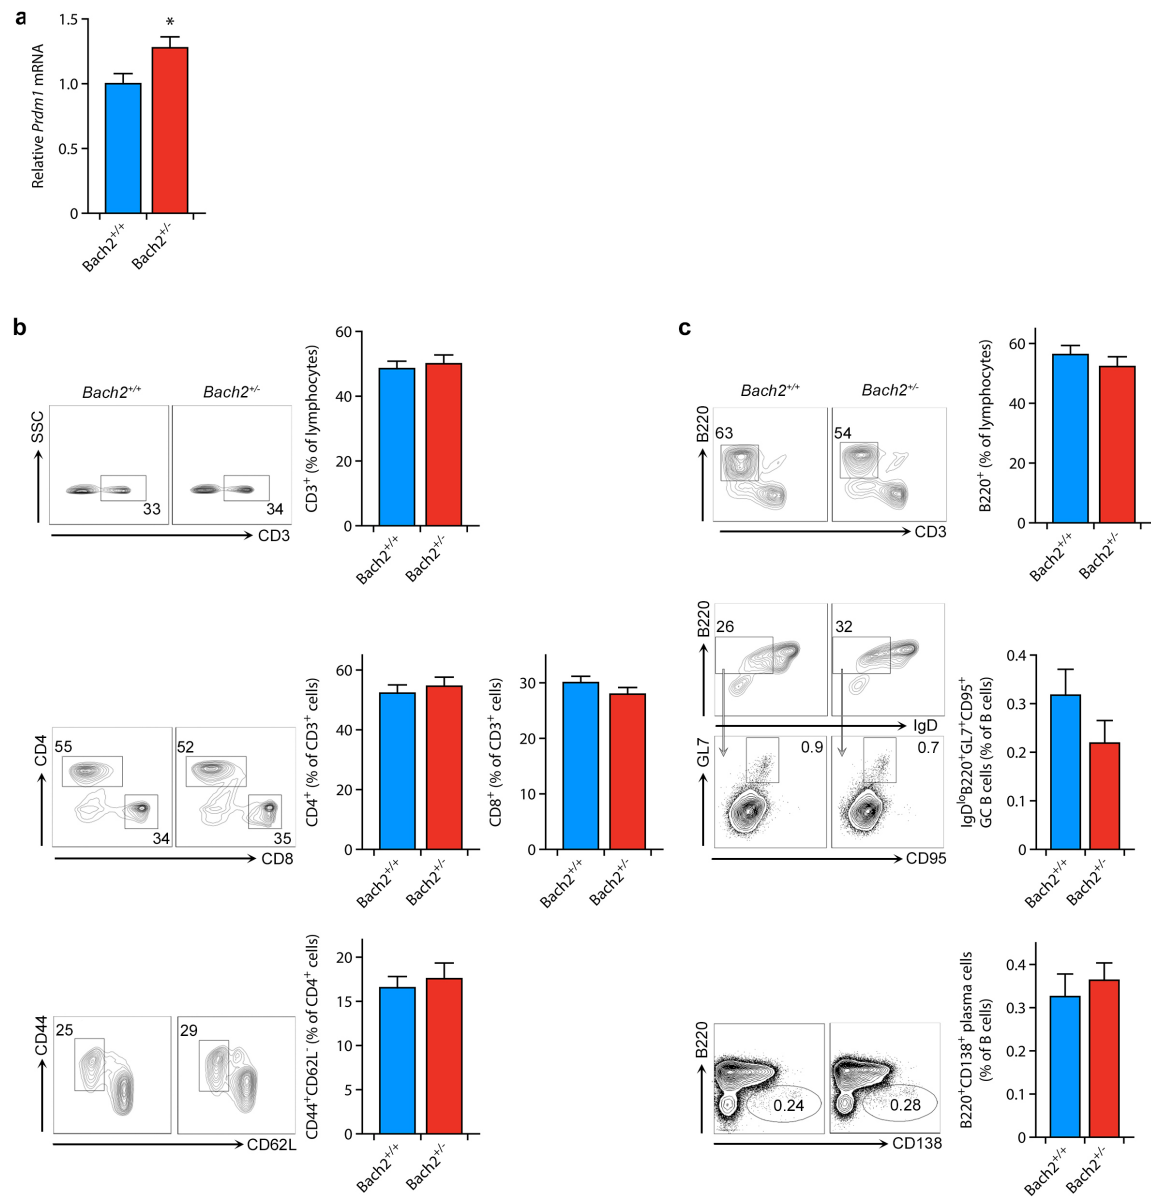 a
1.5
*
1.0
0.5
0
Relative Prdm1 mRNA
Bach2+/+
Bach2+/-
b
Bach2+/+
Bach2+/-
SSC
33
34
CD3
60
40
20
0
CD3+ (% of lymphocytes)
Bach2+/+
Bach2+/-
CD4
55
52
34
35
CD8
60
40
20
0
CD4+ (% of CD3+ cells)
Bach2+/+
Bach2+/-
30
20
10
0
CD8+ (% of CD3+ cells)
Bach2+/+
Bach2+/-
CD44
25
29
CD62L
20
15
10
5
0
CD44+CD62L- (% of CD4+ cells)
Bach2+/+
Bach2+/-
c
Bach2+/+
Bach2+/-
B220
63
54
CD3
60
40
20
0
B220+ (% of lymphocytes)
Bach2+/+
Bach2+/-
B220
26
32
IgD
GL7
0.9
0.7
CD95
0.4
0.3
0.2
0.1
0
IgDloB220+GL7+CD95+
GC B cells (% of B cells)
Bach2+/+
Bach2+/-
B220
0.24
0.28
CD138
0.4
0.3
0.2
0.1
0
B220+CD138+ plasma cells
(% of B cells)
Bach2+/+
Bach2+/-